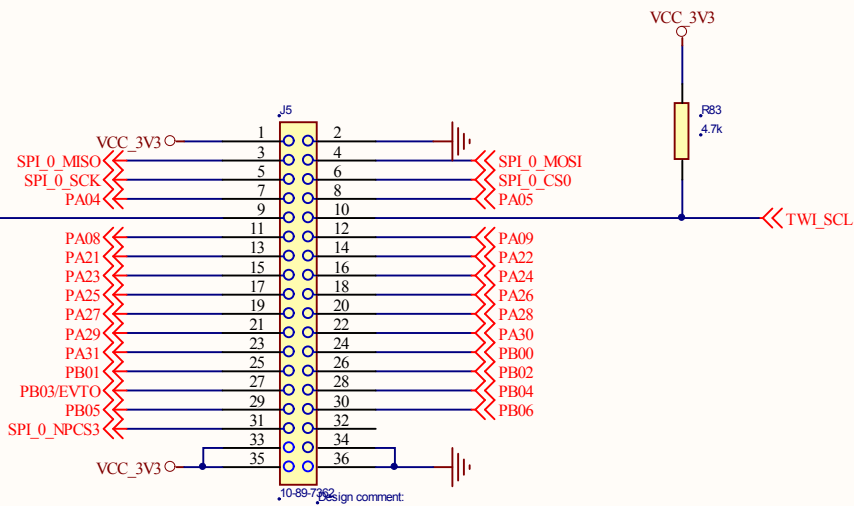 VCC_3V3
R83
4.7k
J5
VCC_3V3 1 2
SPI_0_MISO 3 4 SPI_0_MOSI
SPI_0_SCK 5 6 SPI_0_CS0
PA04 7 8 PA05
9 10 TWI_SCL
PA08 11 12 PA09
PA21 13 14 PA22
PA23 15 16 PA24
PA25 17 18 PA26
PA27 19 20 PA28
PA29 21 22 PA30
PA31 23 24 PB00
PB01 25 26 PB02
PB03/EVTO 27 28 PB04
PB05 29 30 PB06
SPI_0_NPCS3 31 32
33 34
VCC_3V3 35 36
10-89-7362
Design comment: